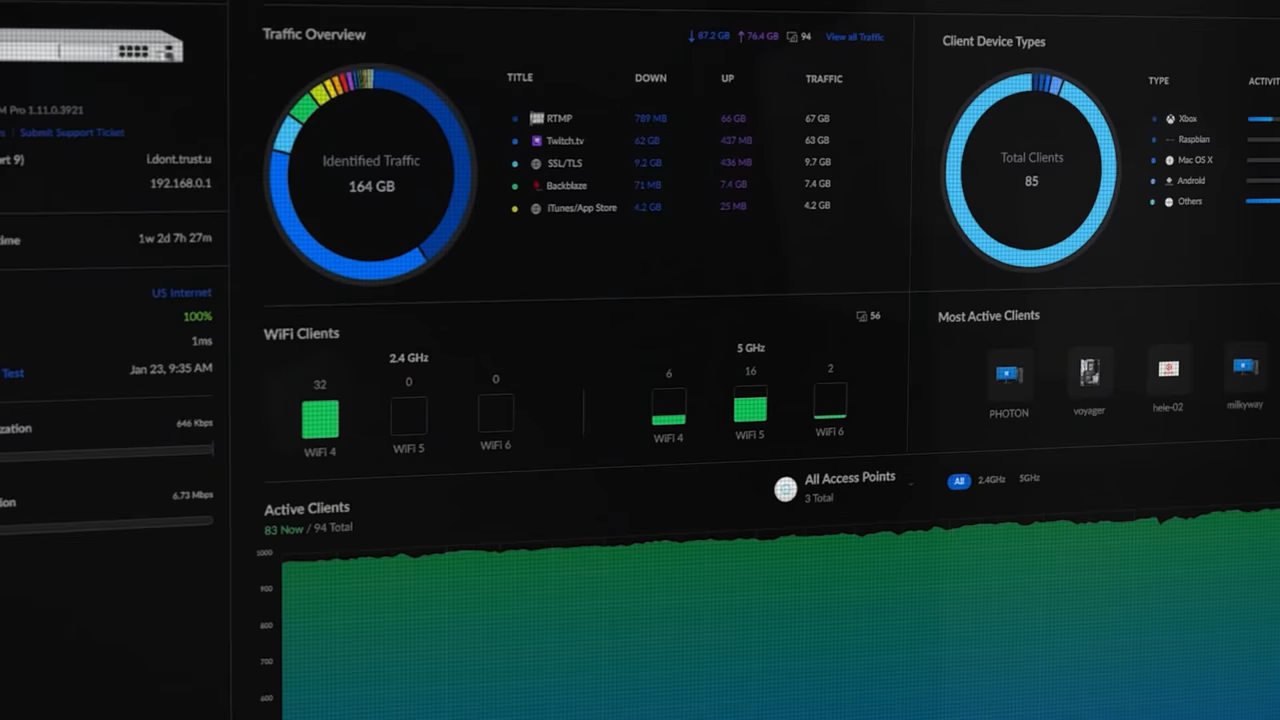 M Pro 1.11.0.3921
Submit Support Ticket
ort 9) i.dont.trust.u
192.168.0.1
ime 1w 2d 7h 27m
US Internet
100%
1ms
Test Jan 23, 9:35 AM
zation 646 Kbps
ion 6.73 Mbps
Traffic Overview 87.2 GB 76.4 GB 94 View all Traffic
Identified Traffic
164 GB
TITLE DOWN UP TRAFFIC
RTMP 789 MB 66 GB 67 GB
Twitch.tv 62 GB 437 MB 63 GB
SSL/TLS 9.2 GB 436 MB 9.7 GB
Backblaze 71 MB 7.4 GB 7.4 GB
iTunes/App Store 4.2 GB 25 MB 4.2 GB
Client Device Types
Total Clients
85
TYPE ACTIVIT
Xbox
Raspbian
Mac OS X
Android
Others
WiFi Clients 56
2.4 GHz 5 GHz
32 0 0 6 16 2
WiFi 4 WiFi 5 WiFi 6 WiFi 4 WiFi 5 WiFi 6
Most Active Clients
PHOTON voyager hele-02 milkyway
Active Clients
83 Now / 94 Total
All Access Points
3 Total
All 2.4GHz 5GHz
1000
900
800
700
600